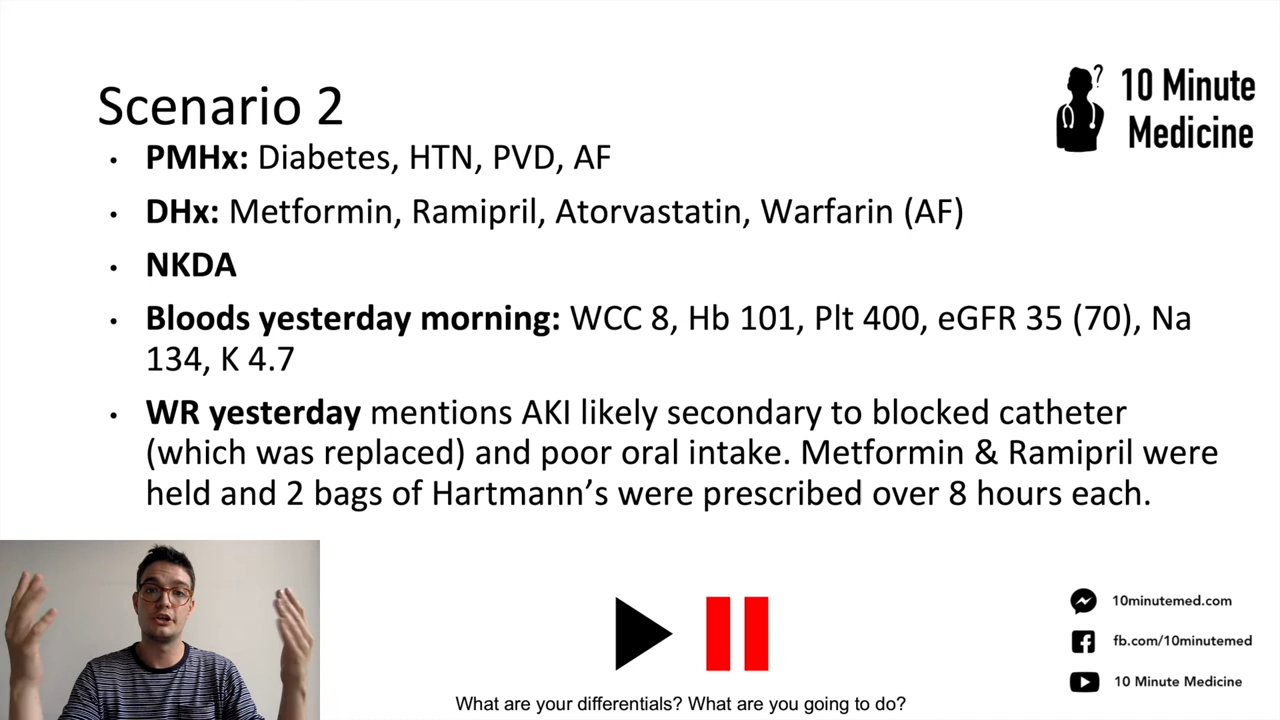 10 Minute
Medicine
Scenario 2
• PMHx: Diabetes, HTN, PVD, AF
• DHx: Metformin, Ramipril, Atorvastatin, Warfarin (AF)
• NKDA
• Bloods yesterday morning: WCC 8, Hb 101, Plt 400, eGFR 35 (70), Na
134, K 4.7
• WR yesterday mentions AKI likely secondary to blocked catheter
(which was replaced) and poor oral intake. Metformin & Ramipril were
held and 2 bags of Hartmann’s were prescribed over 8 hours each.
10minutemed.com
fb.com/10minutemed
10 Minute Medicine
What are your differentials? What are you going to do?